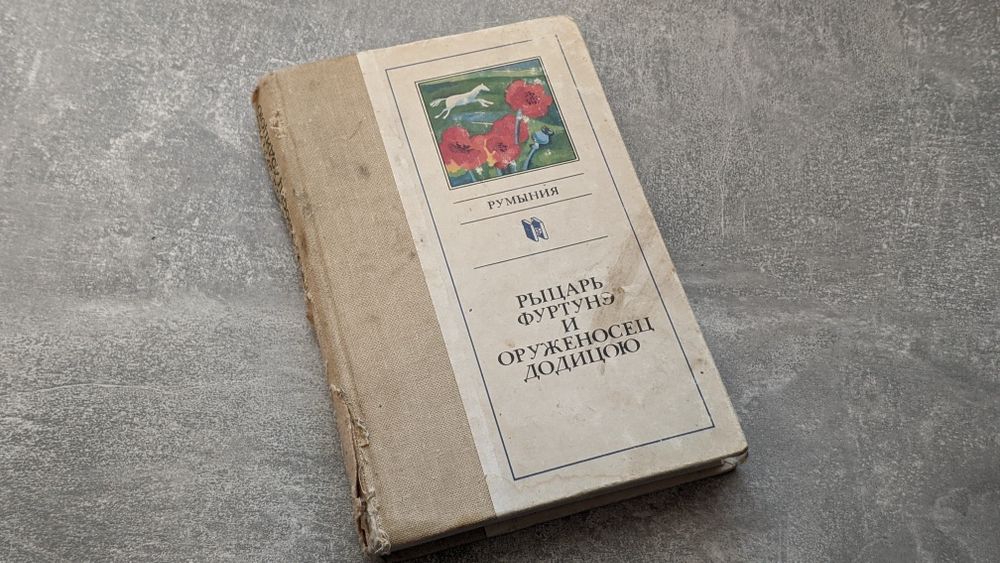 РУМЫНИЯ
РЫЦАРЬ
ФУРТУНЭ
И
ОРУЖЕНОСЕЦ
ДОДИЦОЮ